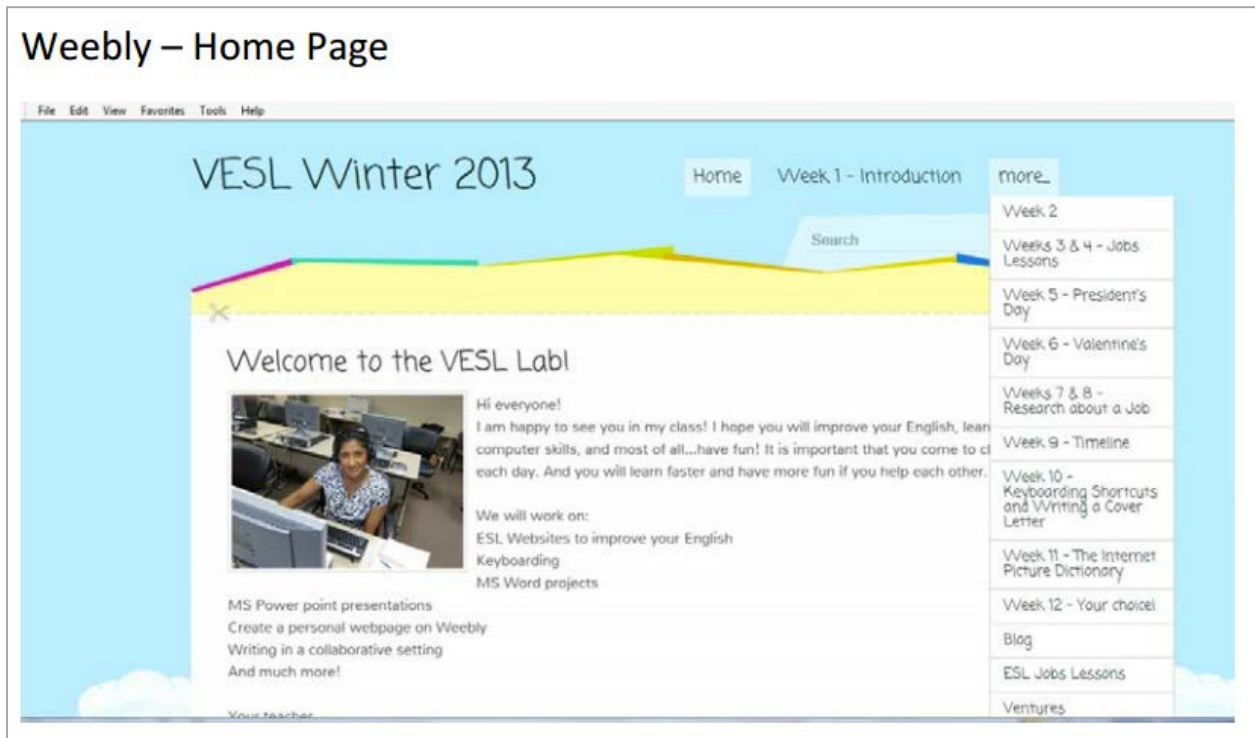 Weebly – Home Page
File Edit View Favorites Tools Help
VESL Winter 2013
Home Week 1 - Introduction more...
Search
Week 2
Weeks 3 & 4 - Jobs
Lessons
Week 5 - President's
Day
Week 6 - Valentine's
Day
Weeks 7 & 8 -
Research about a Job
Week 9 - Timeline
Week 10 -
Keyboarding Shortcuts
and Writing a Cover
Letter
Week 11 - The Internet
Picture Dictionary
Week 12 - Your choice!
Blog
ESL Jobs Lessons
Ventures
Welcome to the VESL Lab!
Hi everyone!
I am happy to see you in my class! I hope you will improve your English,
computer skills, and most of all...have fun! It is important that you come to
each day. And you will learn faster and have more fun if you help each other.
We will work on:
ESL Websites to improve your English
Keyboarding
MS Word projects
MS Power point presentations
Create a personal webpage on Weebly
Writing in a collaborative setting
And much more!
Your teacher